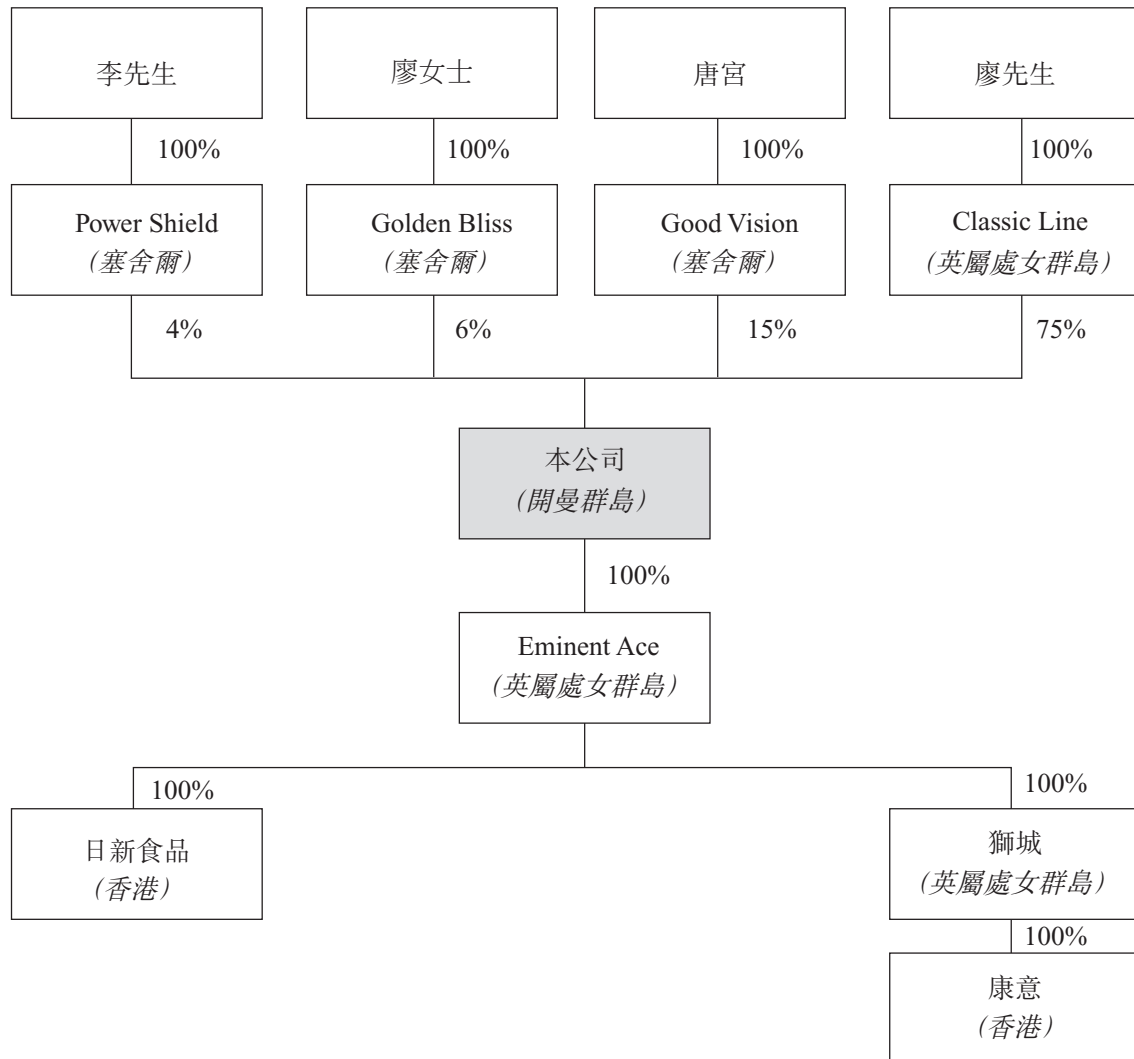 李先生
廖女士
唐宮
廖先生
100%
100%
100%
100%
Power Shield
(塞舍爾)
Golden Bliss
(塞舍爾)
Good Vision
(塞舍爾)
Classic Line
(英屬處女群島)
4%
6%
15%
75%
本公司
(開曼群島)
100%
Eminent Ace
(英屬處女群島)
100%
100%
日新食品
(香港)
獅城
(英屬處女群島)
100%
康意
(香港)